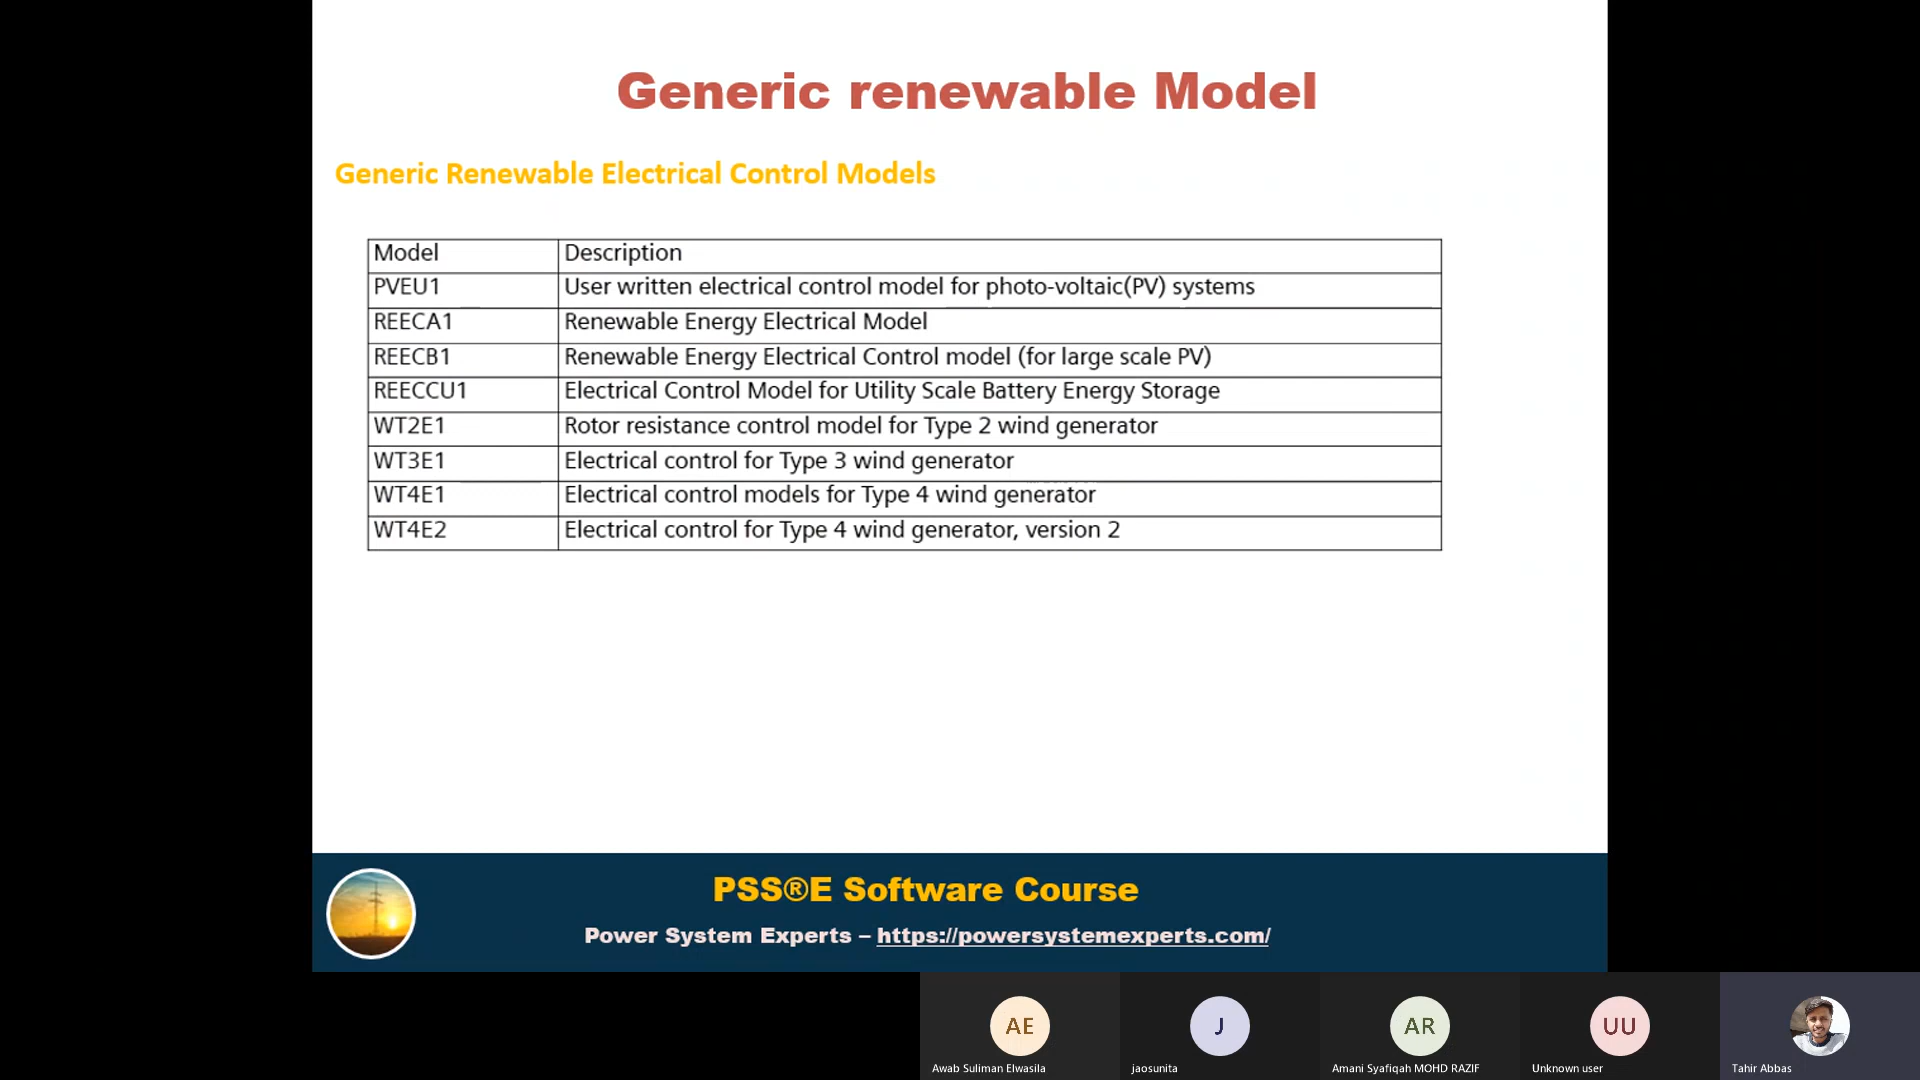 Generic renewable Model
Generic Renewable Electrical Control Models
Model Description
PVEU1 User written electrical control model for photo-voltaic(PV) systems
REECA1 Renewable Energy Electrical Model
REECB1 Renewable Energy Electrical Control model (for large scale PV)
REECCU1 Electrical Control Model for Utility Scale Battery Energy Storage
WT2E1 Rotor resistance control model for Type 2 wind generator
WT3E1 Electrical control for Type 3 wind generator
WT4E1 Electrical control models for Type 4 wind generator
WT4E2 Electrical control for Type 4 wind generator, version 2
PSS®E Software Course
Power System Experts – https://powersystemexperts.com/
AE J AR UU
Awab Suliman Elwasila jaosunita Amani Syafiqah MOHD RAZIF Unknown user Tahir Abbas